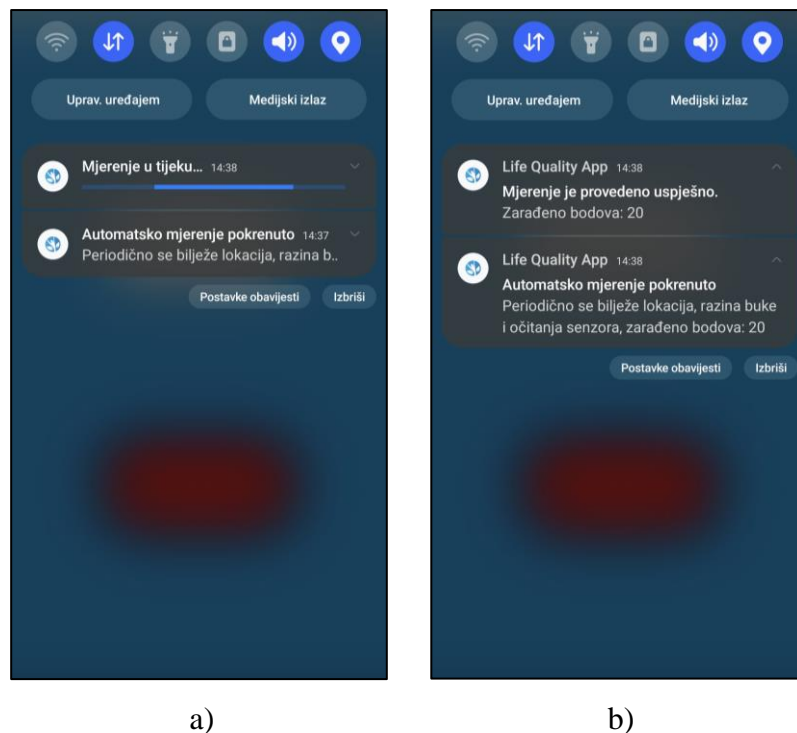 Uprav. uređajem
Medijski izlaz
Mjerenje u tijeku... 14:38
Automatsko mjerenje pokrenuto 14:37
Periodično se bilježe lokacija, razina b..
Postavke obavijesti
Izbriši
a)
Uprav. uređajem
Medijski izlaz
Life Quality App 14:38
Mjerenje je provedeno uspješno.
Zarađeno bodova: 20
Life Quality App 14:38
Automatsko mjerenje pokrenuto
Periodično se bilježe lokacija, razina buke
i očitanja senzora, zarađeno bodova: 20
Postavke obavijesti
Izbriši
b)